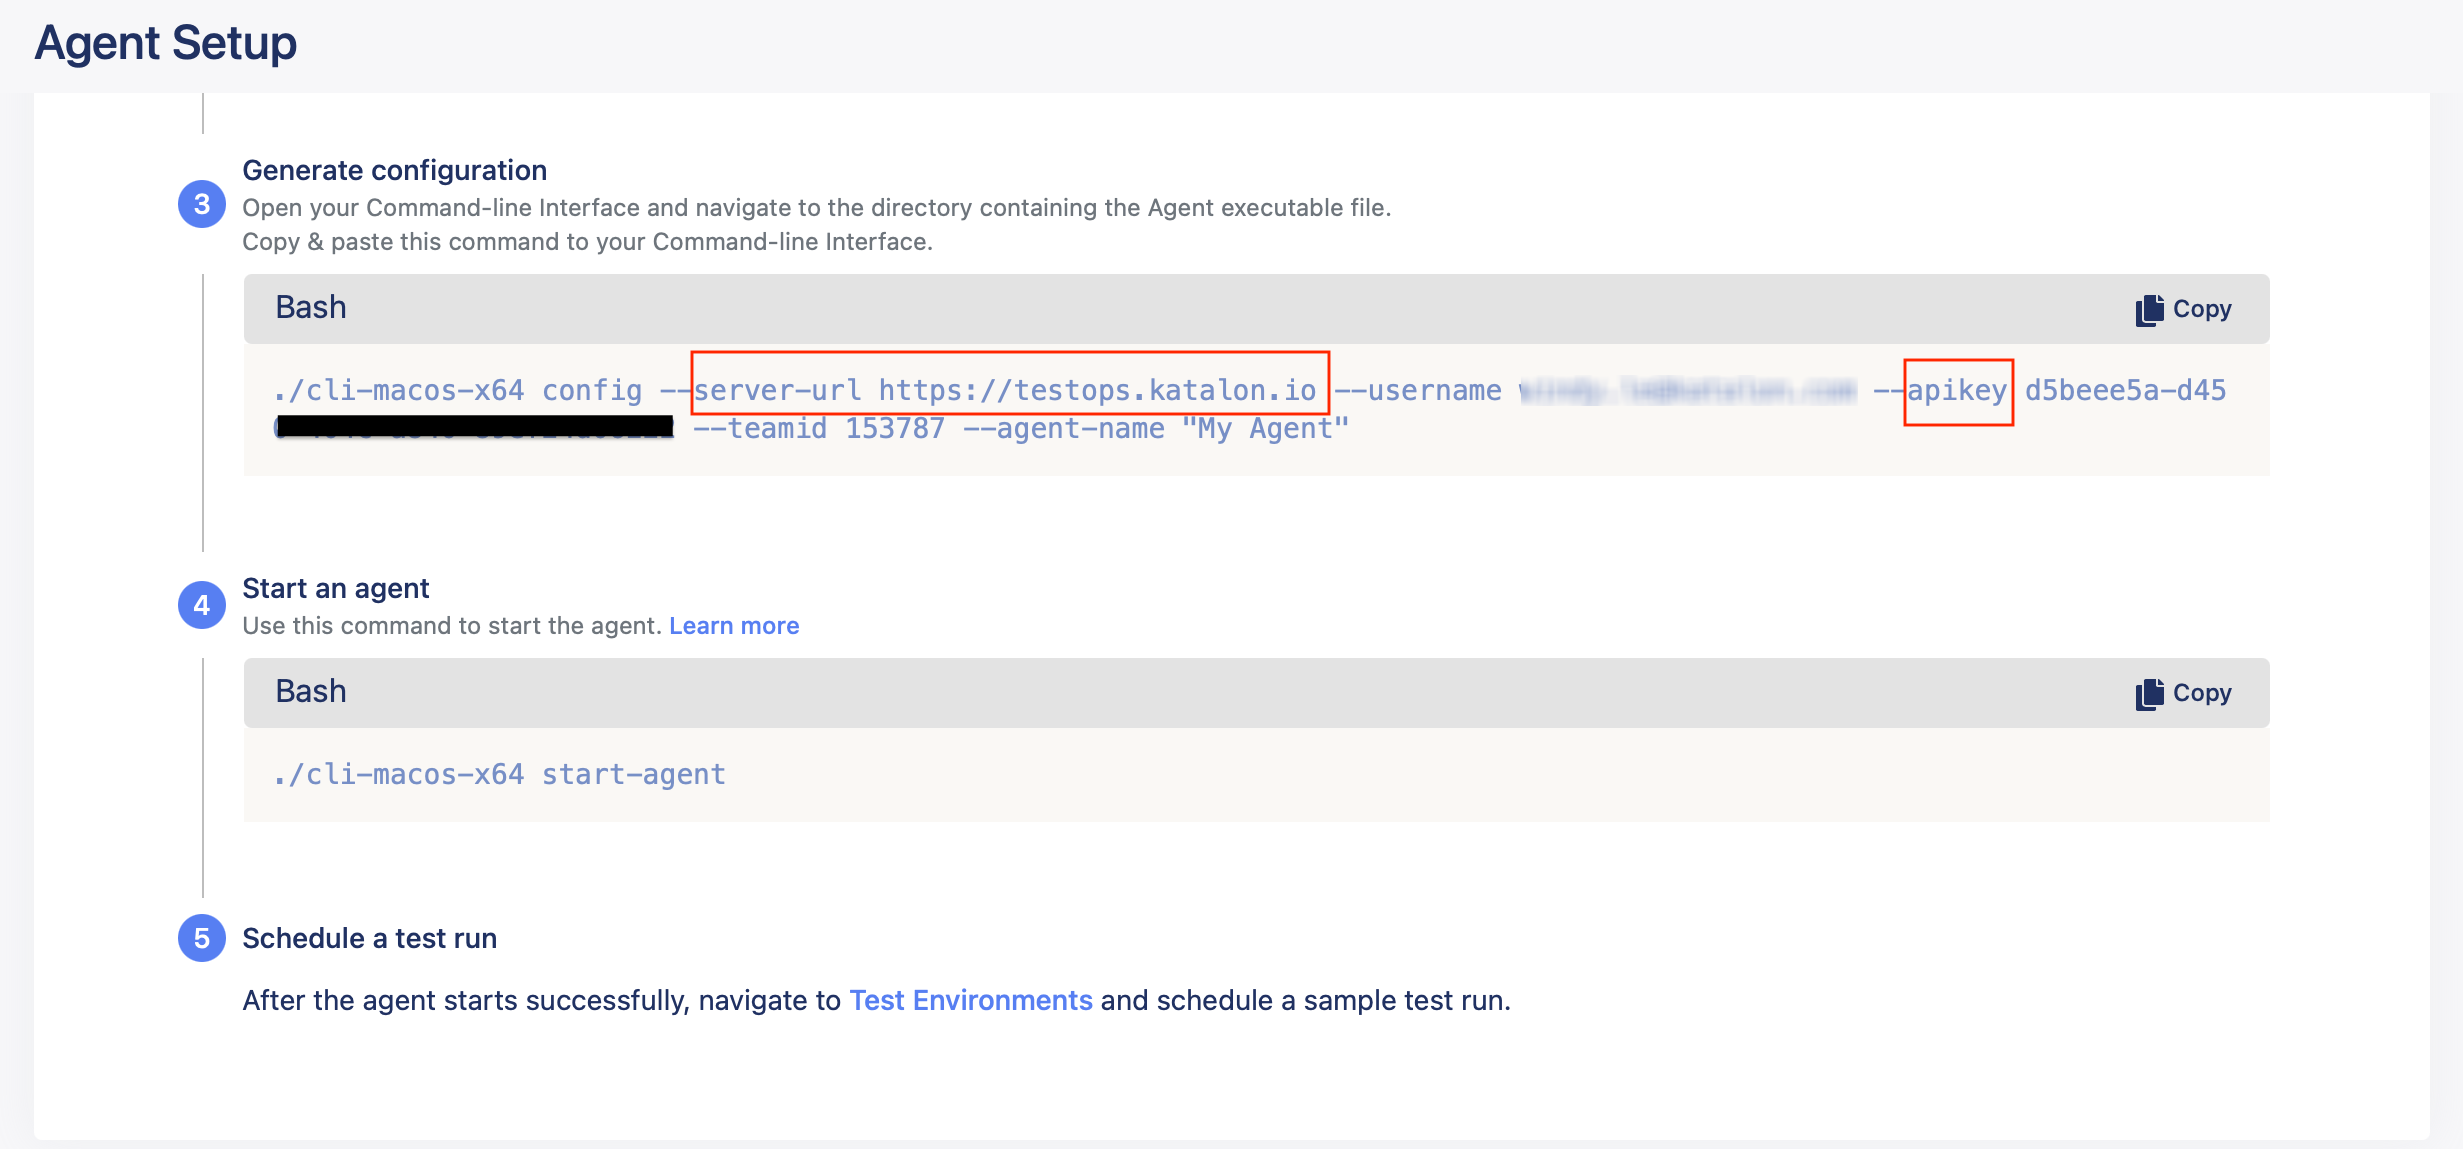 Agent Setup
3
Generate configuration
Open your Command-line Interface and navigate to the directory containing the Agent executable file.
Copy & paste this command to your Command-line Interface.
Bash
Copy
./cli-macos-x64 config --server-url https://testops.katalon.io --username --apikey d5beee5a-d45
--teamid 153787 --agent-name "My Agent"
4
Start an agent
Use this command to start the agent. Learn more
Bash
Copy
./cli-macos-x64 start-agent
5
Schedule a test run
After the agent starts successfully, navigate to Test Environments and schedule a sample test run.